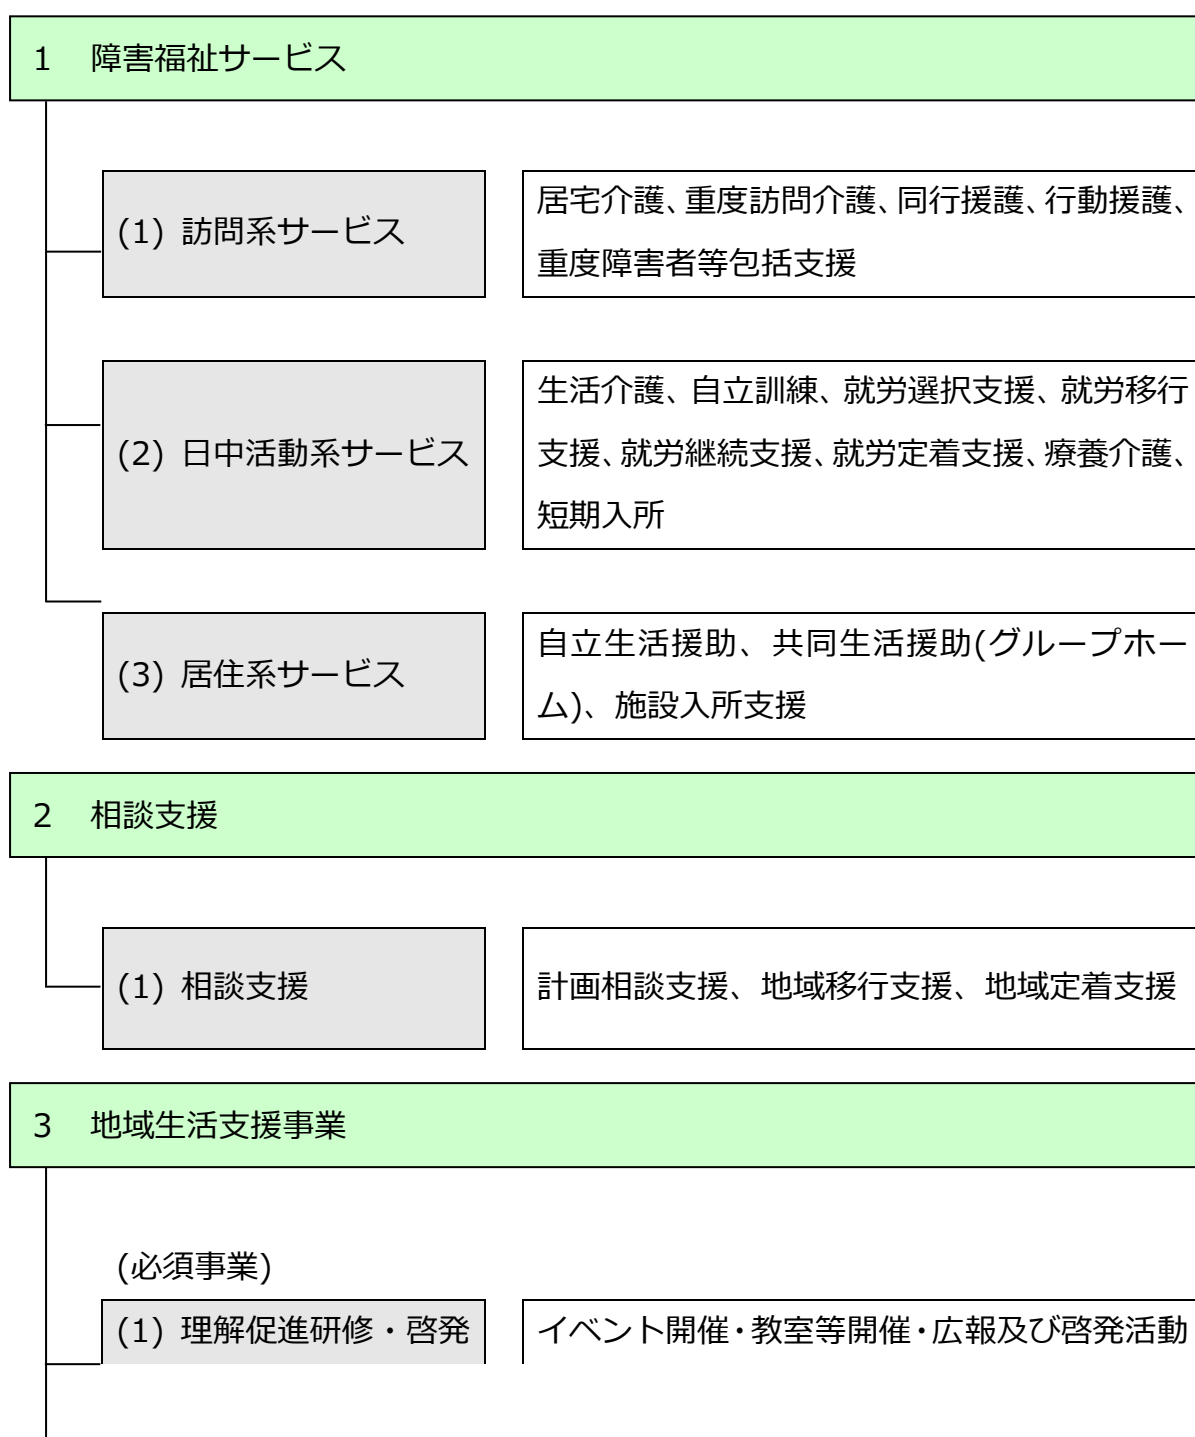 1 障害福祉サービス
(1) 訪問系サービス
居宅介護、重度訪問介護、同行援護、行動援護、
重度障害者等包括支援
(2) 日中活動系サービス
生活介護、自立訓練、就労選択支援、就労移行
支援、就労継続支援、就労定着支援、療養介護、
短期入所
(3) 居住系サービス
自立生活援助、共同生活援助(グループホー
ム)、施設入所支援
2 相談支援
(1) 相談支援
計画相談支援、地域移行支援、地域定着支援
3 地域生活支援事業
(必須事業)
(1) 理解促進研修・啓発
イベント開催・教室等開催・広報及び啓発活動